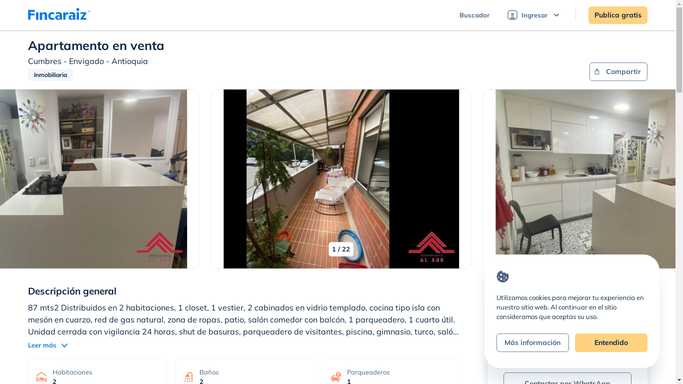 Fincaraiz
Buscador
Ingresar
Publica gratis
Apartamento en venta
Cumbres - Envigado - Antioquia
Inmobiliaria
Compartir
1 / 22
AL SUR
Descripción general
87 mts2 Distribuidos en 2 habitaciones, 1 closet, 1 vestier, 2 cabinados en vidrio templado, cocina tipo isla con
mesón en cuarzo, red de gas natural, zona de ropas, patio, salón comedor con balcón, 1 parqueadero, 1 cuarto útil.
Unidad cerrada con vigilancia 24 horas, shut de basuras, parqueadero de visitantes, piscina, gimnasio, turco, saló...
Leer más
Habitaciones
2
Baños
2
Parqueaderos
1
Utilizamos cookies para mejorar tu experiencia en
nuestro sitio web. Al continuar en el sitio
consideramos que aceptas su uso.
Más información
Entendido
Contactar por WhatsApp